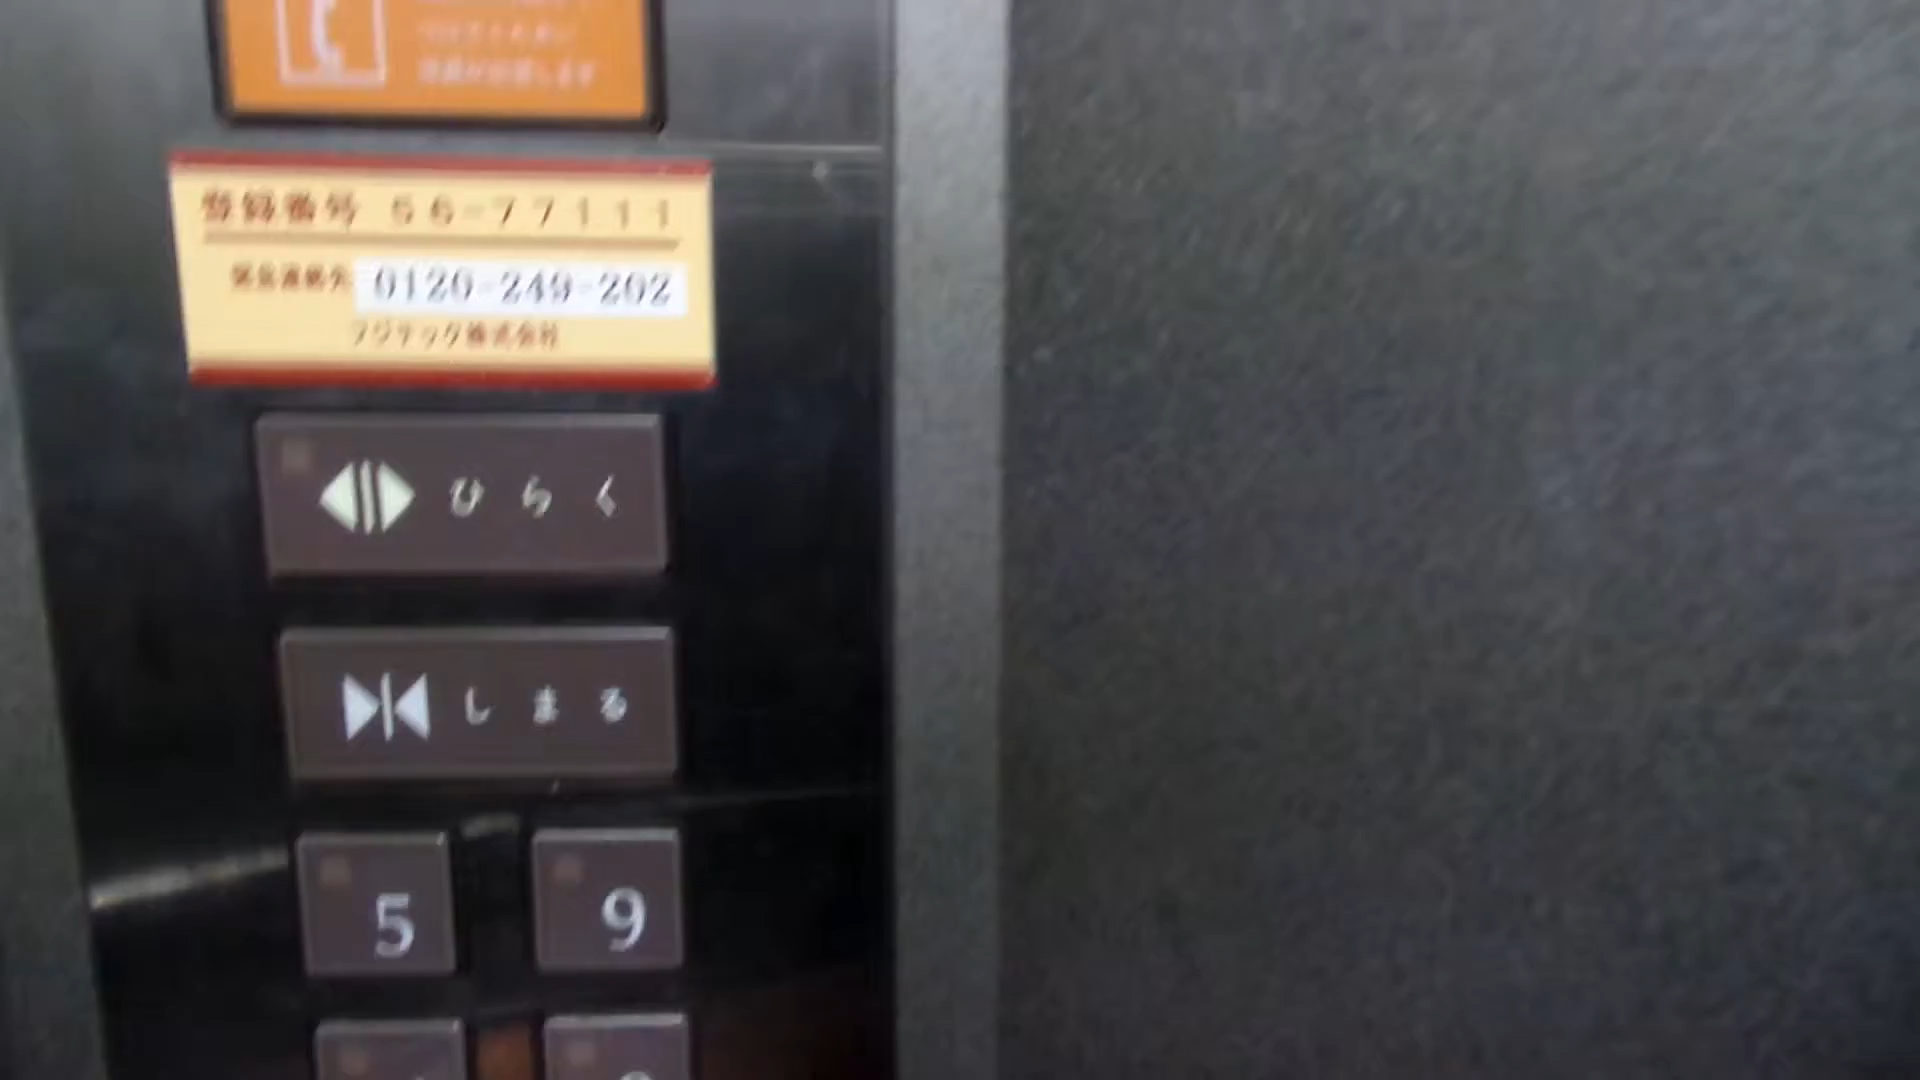 登録番号 56-77111
緊急連絡先 0120-249-202
フジテック株式会社
ひらく
しまる
5 9